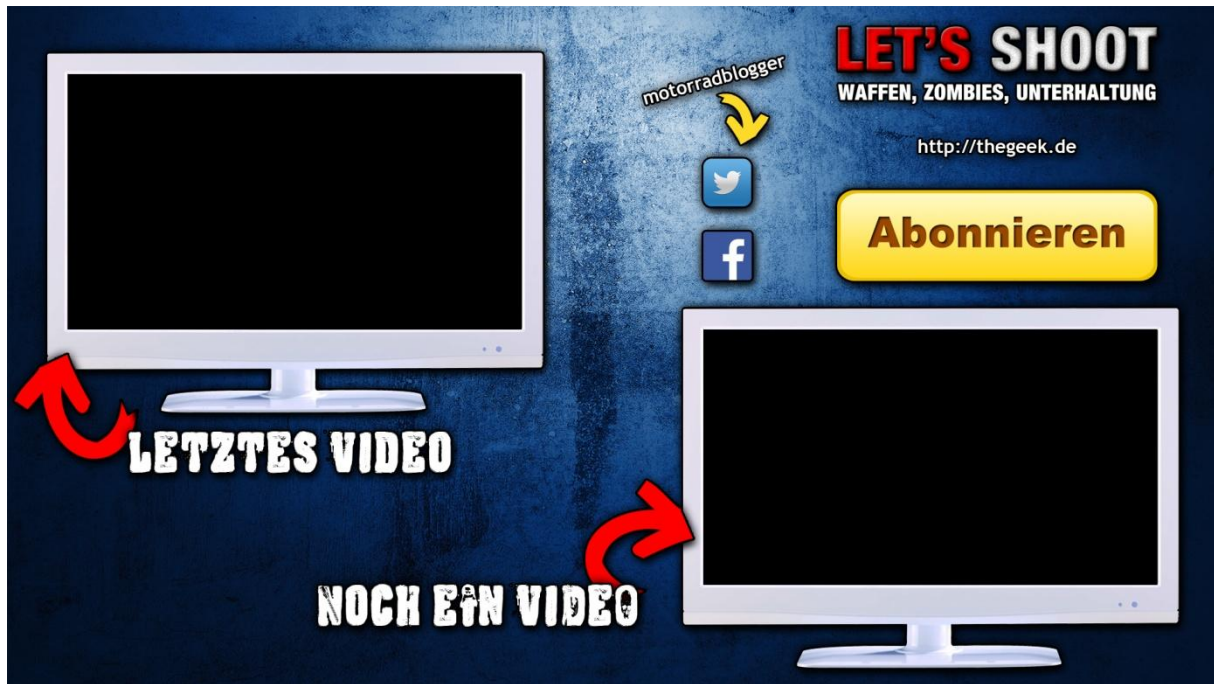 LET'S SHOOT
WAFFEN, ZOMBIES, UNTERHALTUNG
motorradblogger
http://thegeek.de
Abonnieren
LETZTES VIDEO
NOCH EIN VIDEO